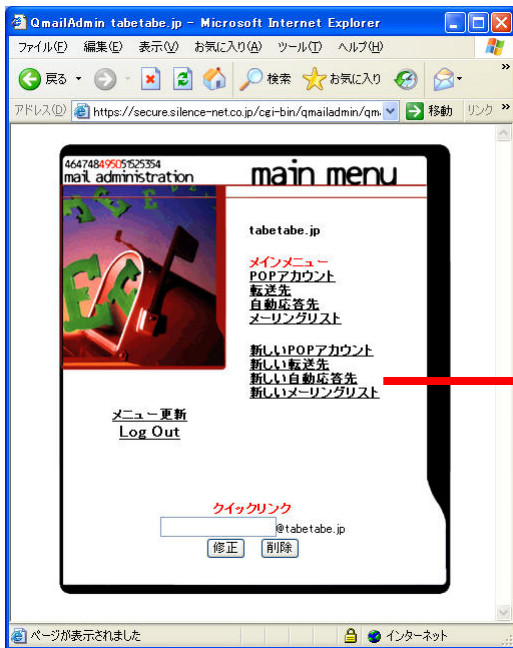 QmailAdmin tabetabe.jp - Microsoft Internet Explorer
ファイル(F) 編集(E) 表示(V) お気に入り(A) ツール(T) ヘルプ(H)
戻る 検索 お気に入り
アドレス(D) https://secure.silence-net.co.jp/cgi-bin/qmailadmin/qm 移動 リンク
464748495051525354
mail administration
main menu
tabetabe.jp
メインメニュー
POPアカウント
転送先
自動応答先
メーリングリスト
新しいPOPアカウント
新しい転送先
新しい自動応答先
新しいメーリングリスト
メニュー更新
Log Out
クイックリンク
@tabetabe.jp
修正 削除
ページが表示されました インターネット